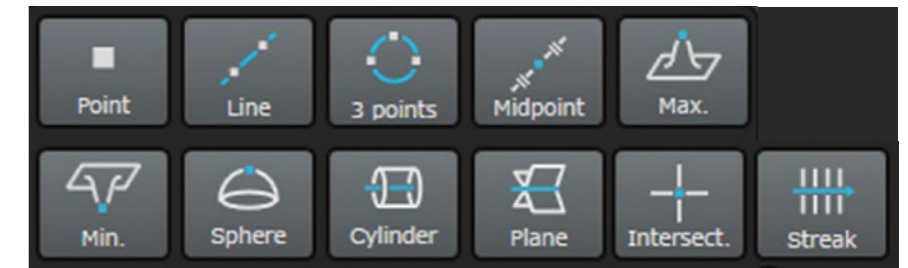 Point
Line
3 points
Midpoint
Max.
Min.
Sphere
Cylinder
Plane
Intersect.
Streak